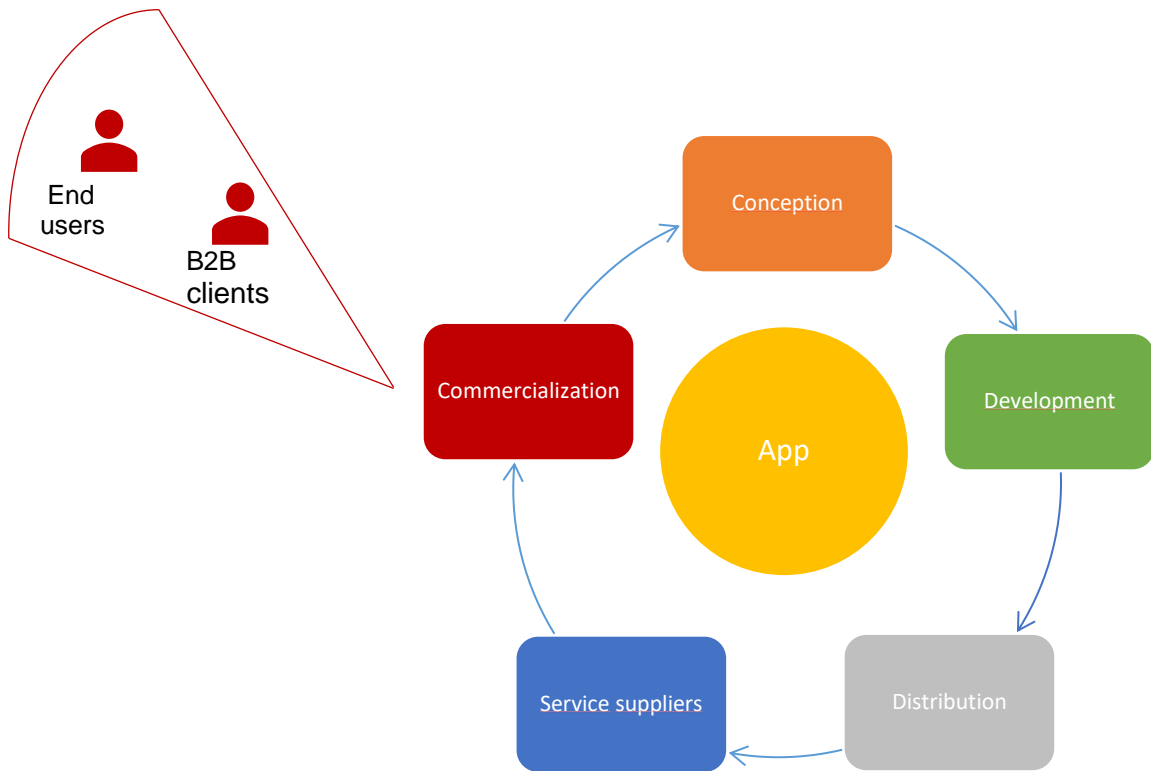 End
users
B2B
clients
Conception
Commercialization
Development
App
Service suppliers
Distribution